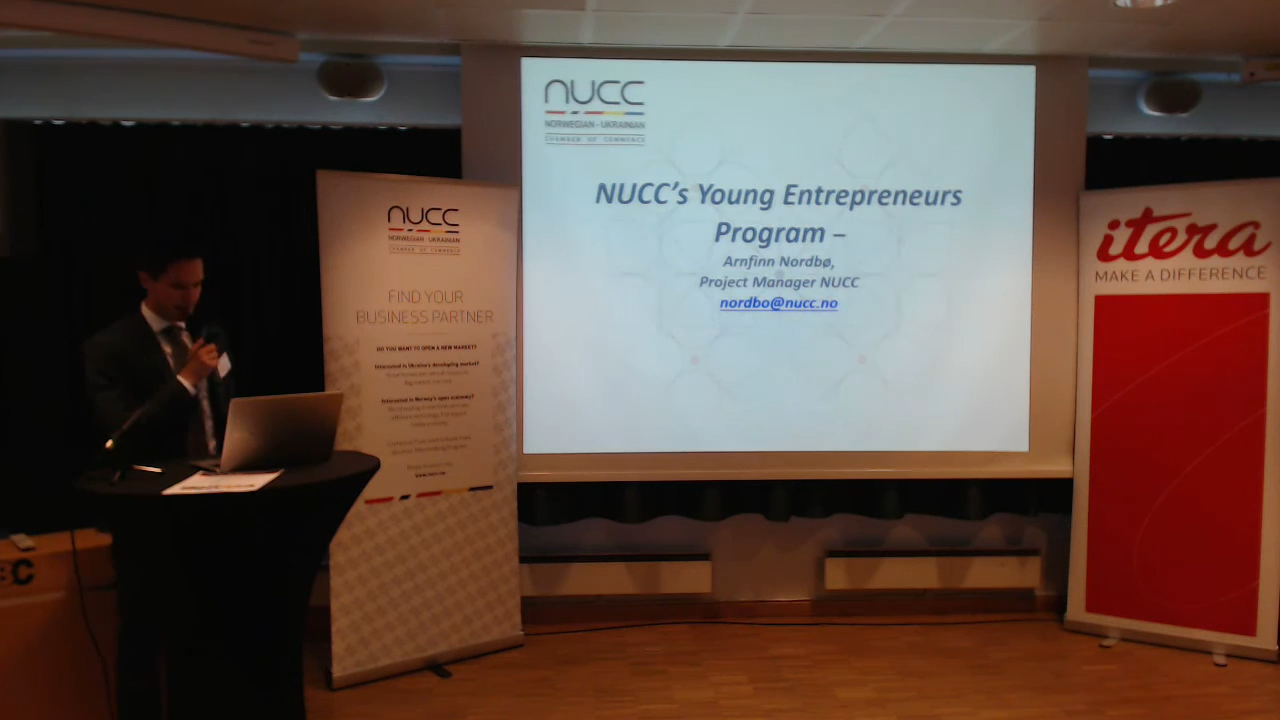 nucc
NORWEGIAN - UKRAINIAN
CHAMBER OF COMMERCE
NUCC's Young Entrepreneurs
Program –
Arnfinn Nordbø,
Project Manager NUCC
nordbo@nucc.no
nucc
NORWEGIAN - UKRAINIAN
CHAMBER OF COMMERCE
FIND YOUR
BUSINESS PARTNER
DO YOU WANT TO OPEN A NEW MARKET?
Interested in Ukraine's developing market?
Interested in Norway's open economy?
itera
MAKE A DIFFERENCE